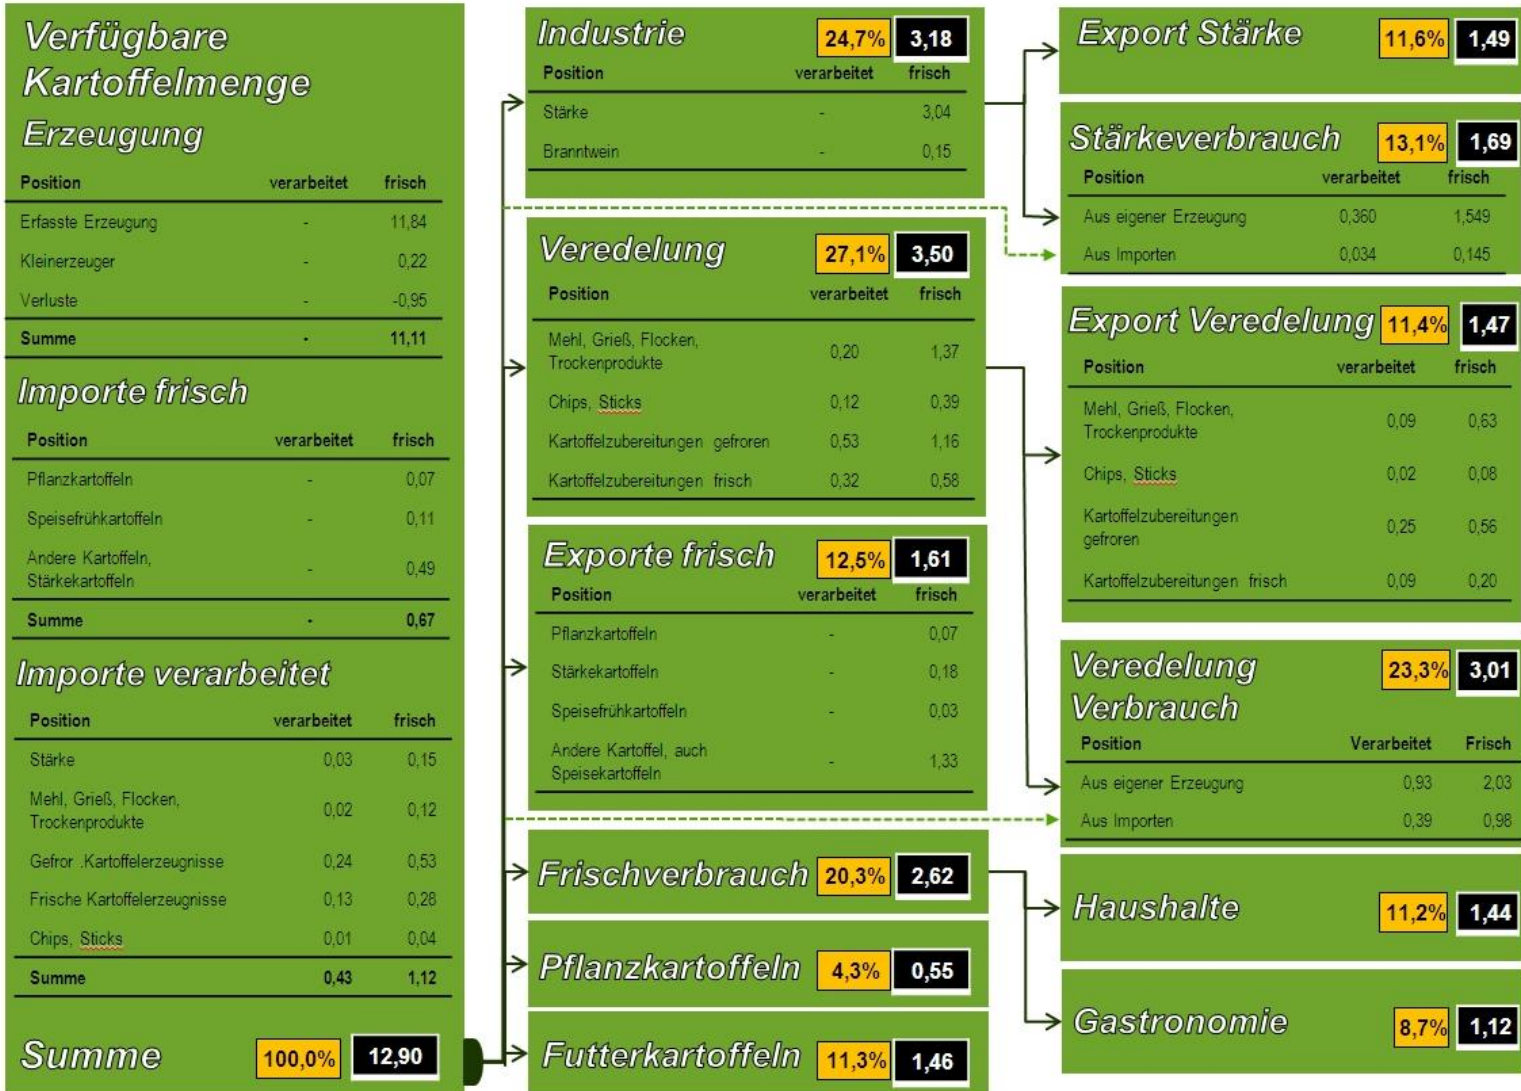 Verfügbare
Kartoffelmenge
Erzeugung
Position verarbeitet frisch
Erfasste Erzeugung - 11,84
Kleinerzeuger - 0,22
Verluste - -0,95
Summe - 11,11
Importe frisch
Position verarbeitet frisch
Pflanzkartoffeln - 0,07
Speisefrühkartoffeln - 0,11
Andere Kartoffeln,
Stärkekartoffeln - 0,49
Summe - 0,67
Importe verarbeitet
Position verarbeitet frisch
Stärke 0,03 0,15
Mehl, Grieß, Flocken,
Trockenprodukte 0,02 0,12
Gefror .Kartoffelerzeugnisse 0,24 0,53
Frische Kartoffelerzeugnisse 0,13 0,28
Chips, Sticks 0,01 0,04
Summe 0,43 1,12
Summe 100,0% 12,90
Industrie 24,7% 3,18
Position verarbeitet frisch
Stärke - 3,04
Branntwein - 0,15
Veredelung 27,1% 3,50
Position verarbeitet frisch
Mehl, Grieß, Flocken,
Trockenprodukte 0,20 1,37
Chips, Sticks 0,12 0,39
Kartoffelzubereitungen gefroren 0,53 1,16
Kartoffelzubereitungen frisch 0,32 0,58
Exporte frisch 12,5% 1,61
Position verarbeitet frisch
Pflanzkartoffeln - 0,07
Stärkekartoffeln - 0,18
Speisefrühkartoffeln - 0,03
Andere Kartoffel, auch
Speisekartoffeln - 1,33
Frischverbrauch 20,3% 2,62
Pflanzkartoffeln 4,3% 0,55
Futterkartoffeln 11,3% 1,46
Export Stärke 11,6% 1,49
Stärkeverbrauch 13,1% 1,69
Position verarbeitet frisch
Aus eigener Erzeugung 0,360 1,549
Aus Importen 0,034 0,145
Export Veredelung 11,4% 1,47
Position verarbeitet frisch
Mehl, Grieß, Flocken,
Trockenprodukte 0,09 0,63
Chips, Sticks 0,02 0,08
Kartoffelzubereitungen
gefroren 0,25 0,56
Kartoffelzubereitungen frisch 0,09 0,20
Veredelung 23,3% 3,01
Verbrauch
Position Verarbeitet Frisch
Aus eigener Erzeugung 0,93 2,03
Aus Importen 0,39 0,98
Haushalte 11,2% 1,44
Gastronomie 8,7% 1,12